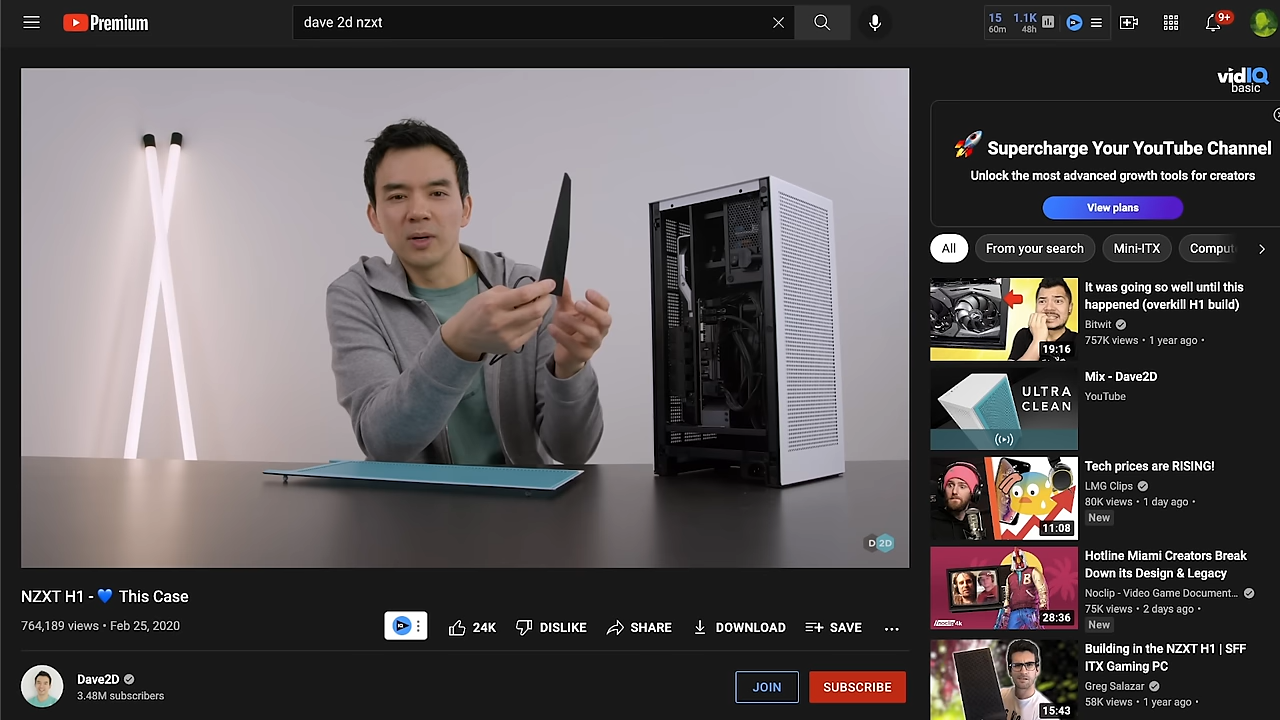 Premium
dave 2d nzxt
15 1.1K
60m 48h
9+
vidIQ
basic
🚀 Supercharge Your YouTube Channel
Unlock the most advanced growth tools for creators
View plans
All From your search Mini-ITX Comput
It was going so well until this
happened (overkill H1 build)
Bitwit
757K views • 1 year ago •
19:16
ULTRA
CLEAN
Mix - Dave2D
YouTube
Tech prices are RISING!
LMG Clips
80K views • 1 day ago •
New
11:08
Hotline Miami Creators Break
Down its Design & Legacy
Noclip - Video Game Document...
75K views • 2 days ago •
New
B
/noclip 4k
28:36
Building in the NZXT H1 | SFF
ITX Gaming PC
Greg Salazar
58K views • 1 year ago •
15:43
D2D
NZXT H1 - 💙 This Case
764,189 views • Feb 25, 2020
24K DISLIKE SHARE DOWNLOAD SAVE ...
Dave2D
3.48M subscribers
JOIN SUBSCRIBE